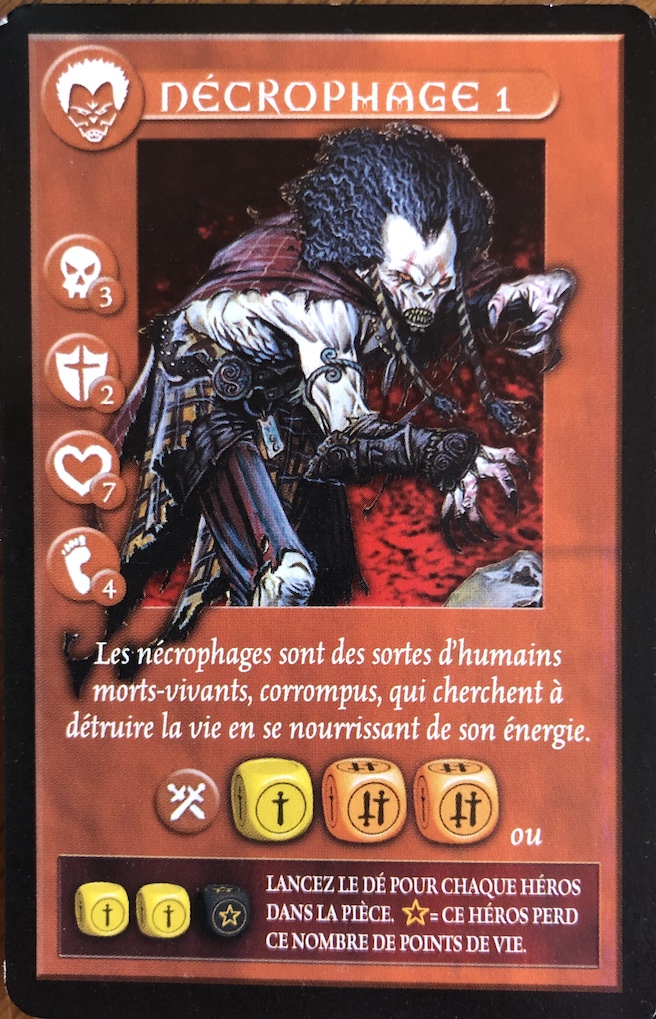 NÉCROPHAGE 1
3
2
7
4
Les nécrophages sont des sortes d'humains
morts-vivants, corrompus, qui cherchent à
détruire la vie en se nourrissant de son énergie.
ou
LANCEZ LE DÉ POUR CHAQUE HÉROS
DANS LA PIÈCE. ☆= CE HÉROS PERD
CE NOMBRE DE POINTS DE VIE.